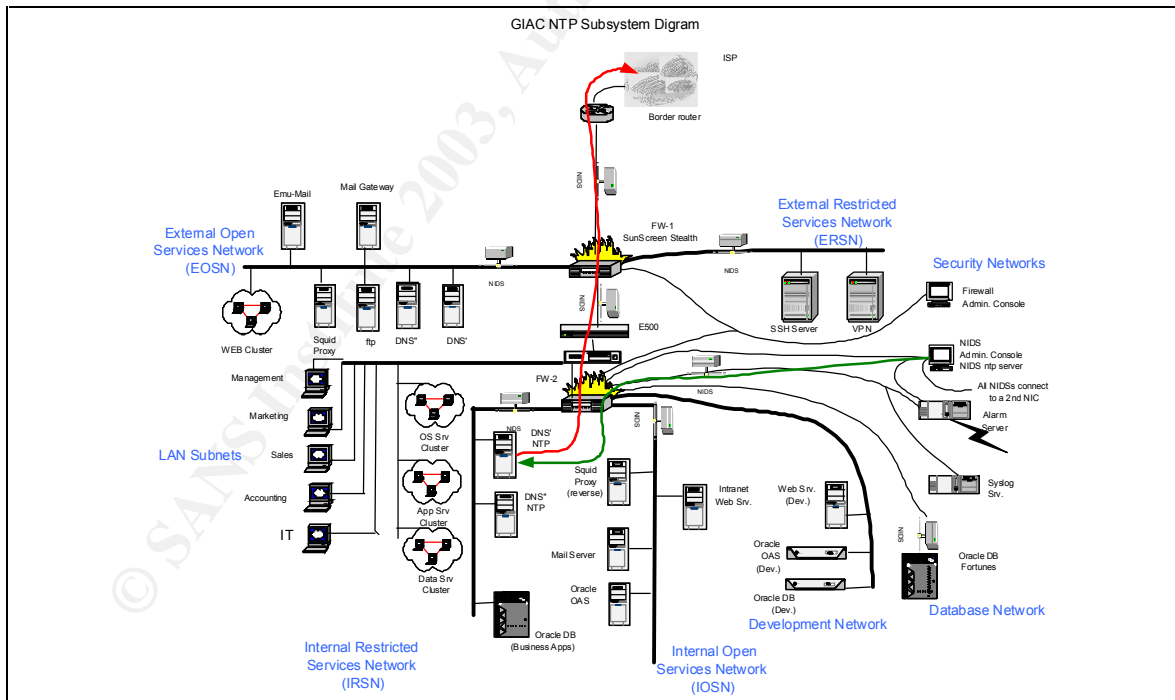 GIAC NTP Subsystem Digram
ISP
Border router
NIDS
Emu-Mail
Mail Gateway
External Open
Services Network
(EOSN)
NIDS
FW-1
SunScreen Stealth
NIDS
External Restricted
Services Network
(ERSN)
Security Networks
Firewall
Admin. Console
WEB Cluster
Squid
Proxy
ftp
DNS"
DNS'
NIDS
E500
SSH Server
VPN
NIDS
Admin. Console
NIDS ntp server
Management
FW-2
NIDS
All NIDSs connect
to a 2nd NIC
Marketing
OS Srv
Cluster
NIDS
DNS'
NTP
NIDS
Alarm
Server
LAN Subnets
Sales
Squid
Proxy
(reverse)
Intranet
Web Srv.
Web Srv.
(Dev.)
Syslog
Srv.
Accounting
App Srv
Cluster
DNS"
NTP
IT
Mail Server
Oracle
OAS
(Dev.)
NIDS
Oracle DB
Fortunes
Data Srv
Cluster
Oracle
OAS
Oracle DB
(Dev.)
Database Network
Development Network
Oracle DB
(Business Apps)
Internal Restricted
Services Network
(IRSN)
Internal Open
Services Network
(IOSN)
© SANS Institute 2003, Au